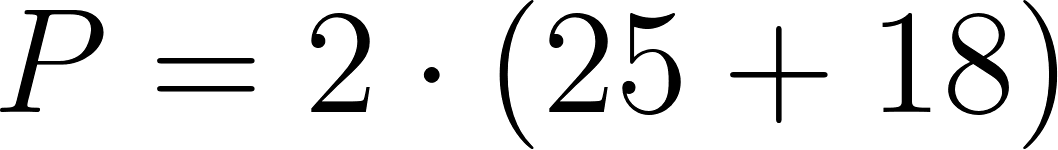 P = 2 · (25 + 18)